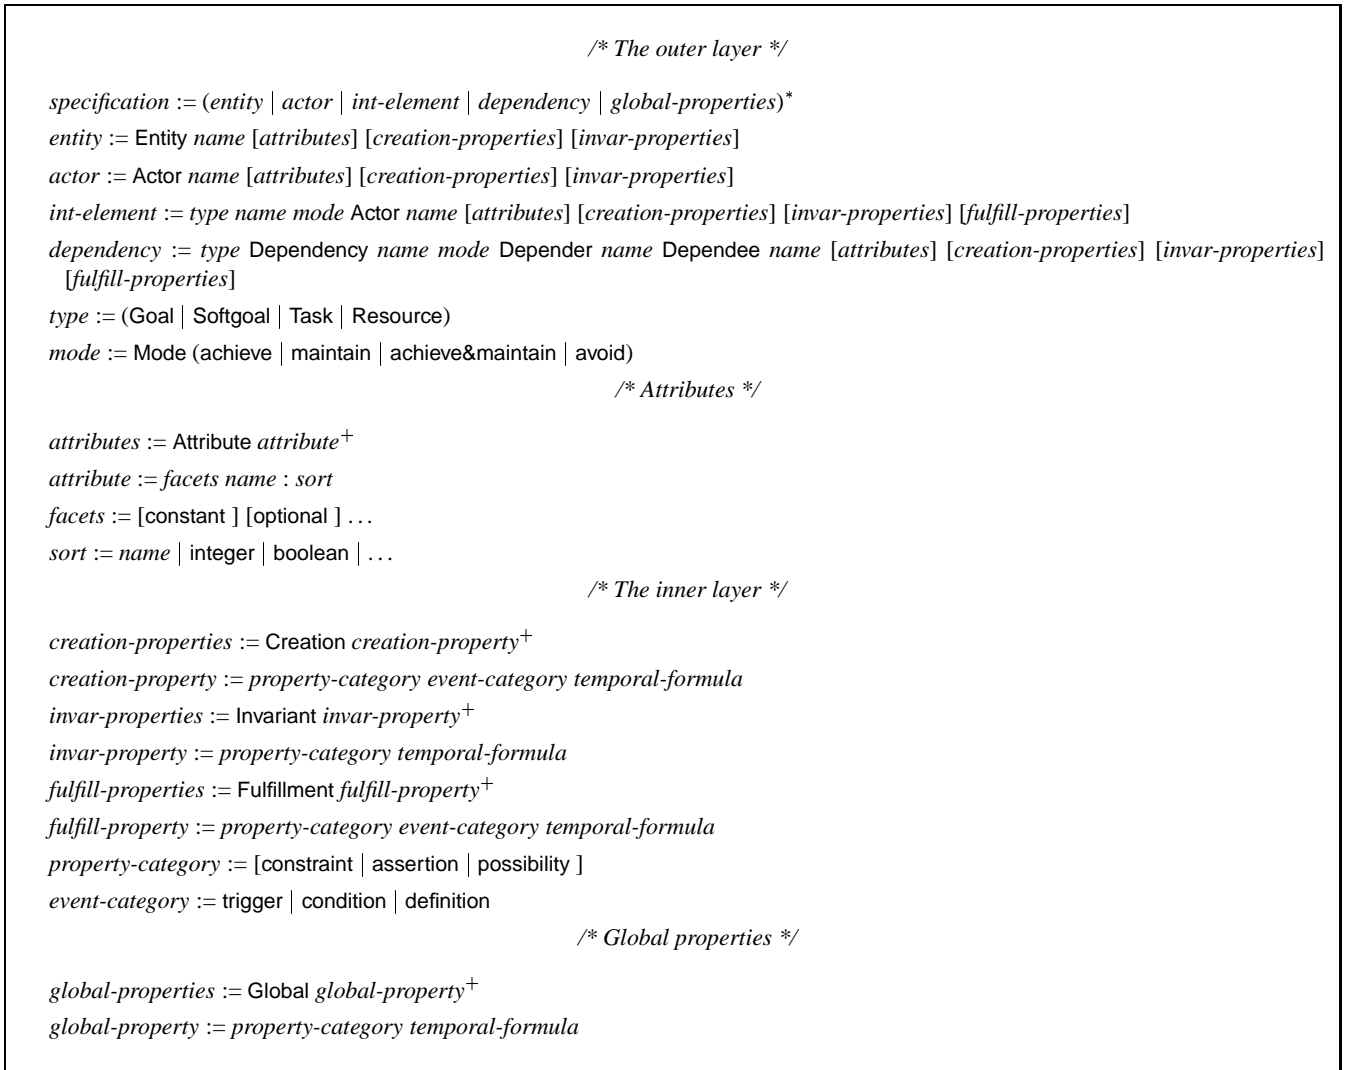 /* The outer layer */
specification := (entity | actor | int-element | dependency | global-properties)*
entity := Entity name [attributes] [creation-properties] [invar-properties]
actor := Actor name [attributes] [creation-properties] [invar-properties]
int-element := type name mode Actor name [attributes] [creation-properties] [invar-properties] [fulfill-properties]
dependency := type Dependency name mode Depender name Dependee name [attributes] [creation-properties] [invar-properties]
[fulfill-properties]
type := (Goal | Softgoal | Task | Resource)
mode := Mode (achieve | maintain | achieve&maintain | avoid)
/* Attributes */
attributes := Attribute attribute+
attribute := facets name : sort
facets := [constant ] [optional ] ...
sort := name | integer | boolean | ...
/* The inner layer */
creation-properties := Creation creation-property+
creation-property := property-category event-category temporal-formula
invar-properties := Invariant invar-property+
invar-property := property-category temporal-formula
fulfill-properties := Fulfillment fulfill-property+
fulfill-property := property-category event-category temporal-formula
property-category := [constraint | assertion | possibility ]
event-category := trigger | condition | definition
/* Global properties */
global-properties := Global global-property+
global-property := property-category temporal-formula